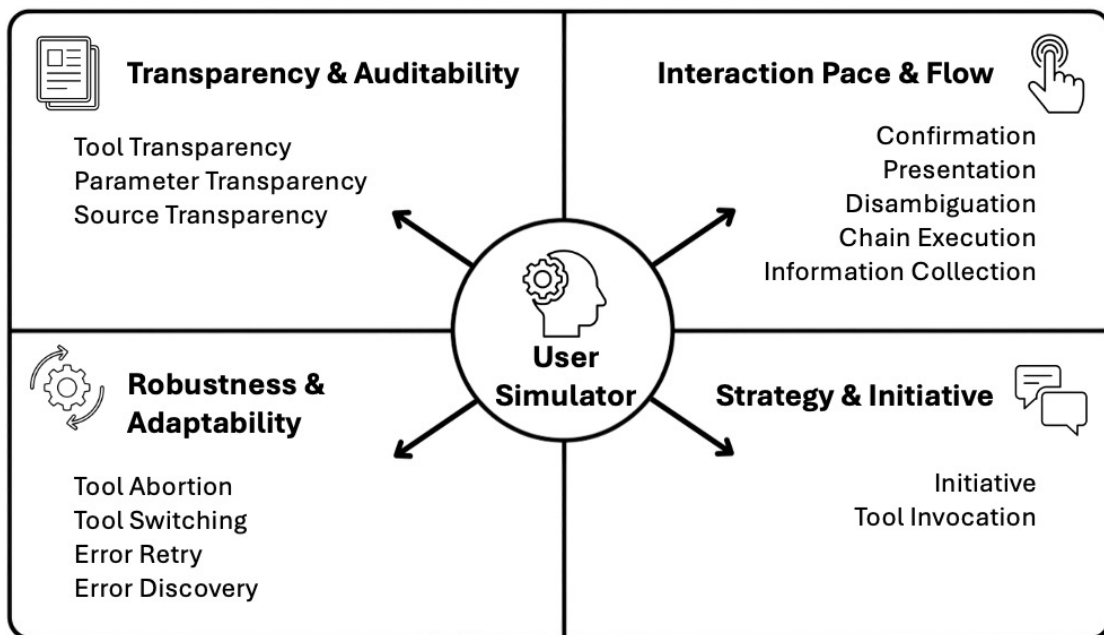 Transparency & Auditability
Tool Transparency
Parameter Transparency
Source Transparency
Interaction Pace & Flow
Confirmation
Presentation
Disambiguation
Chain Execution
Information Collection
User
Simulator
Robustness &
Adaptability
Tool Abortion
Tool Switching
Error Retry
Error Discovery
Strategy & Initiative
Initiative
Tool Invocation